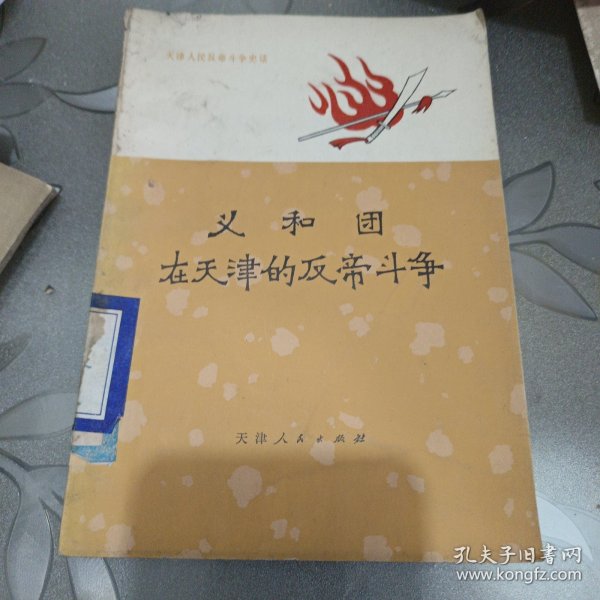 天津人民反帝斗争史话
义和团
在天津的反帝斗争
天津人民出版社
孔夫子旧书网
www.kongfz.com